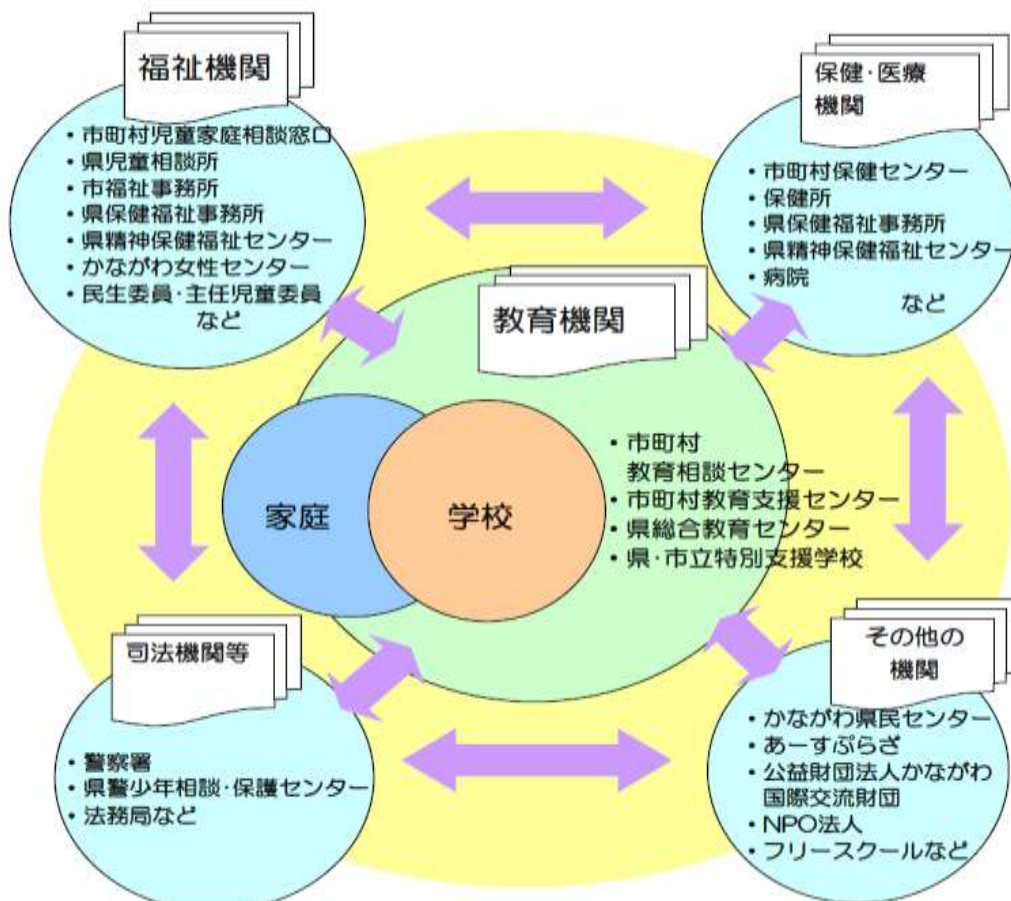 福祉機関
・市町村児童家庭相談窓口
・県児童相談所
・市福祉事務所
・県保健福祉事務所
・県精神保健福祉センター
・かながわ女性センター
・民生委員・主任児童委員
など
保健・医療
機関
・市町村保健センター
・保健所
・県保健福祉事務所
・県精神保健福祉センター
・病院
など
教育機関
・市町村
教育相談センター
・市町村教育支援センター
・県総合教育センター
・県・市立特別支援学校
家庭
学校
司法機関等
・警察署
・県警少年相談・保護センター
・法務局など
その他の
機関
・かながわ県民センター
・あーすぷらざ
・公益財団法人かながわ
国際交流財団
・NPO法人
・フリースクールなど